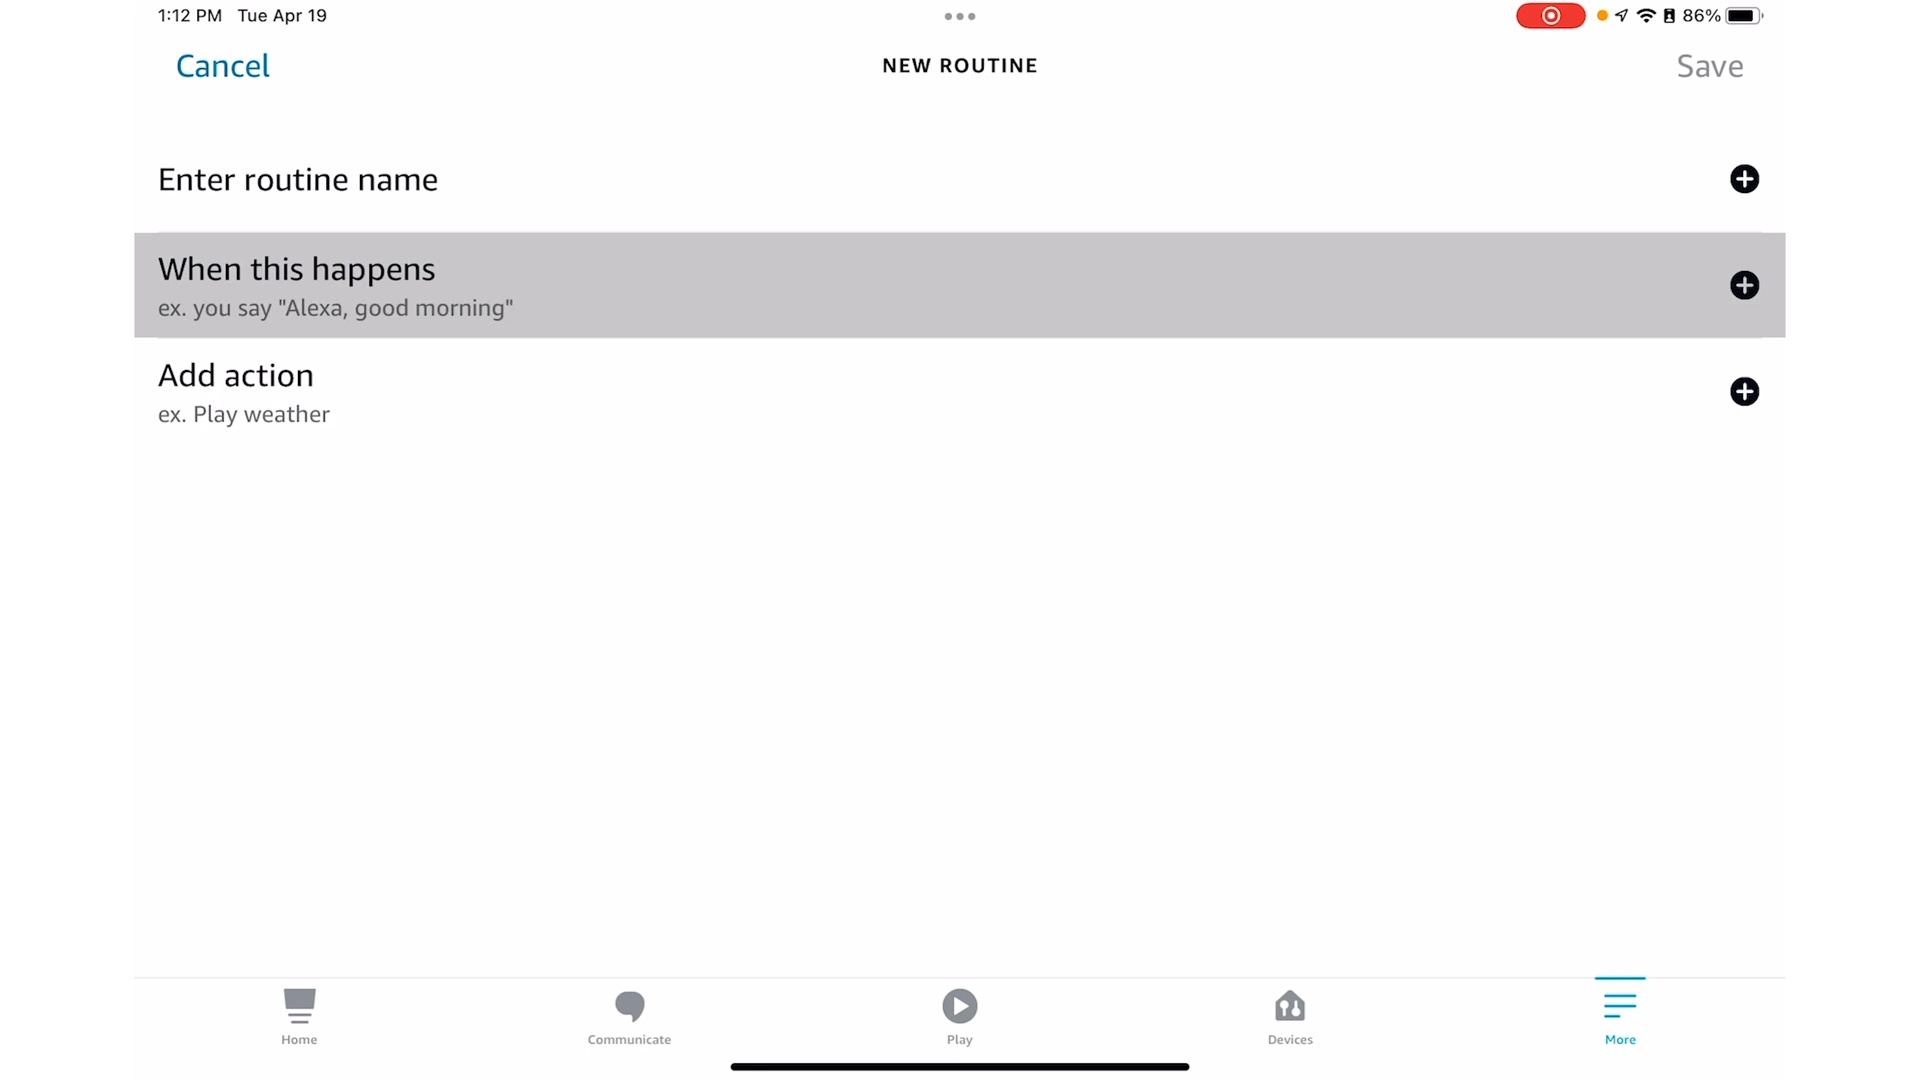 1:12 PM Tue Apr 19
86%
Cancel
NEW ROUTINE
Save
Enter routine name
When this happens
ex. you say "Alexa, good morning"
Add action
ex. Play weather
Home
Communicate
Play
Devices
More